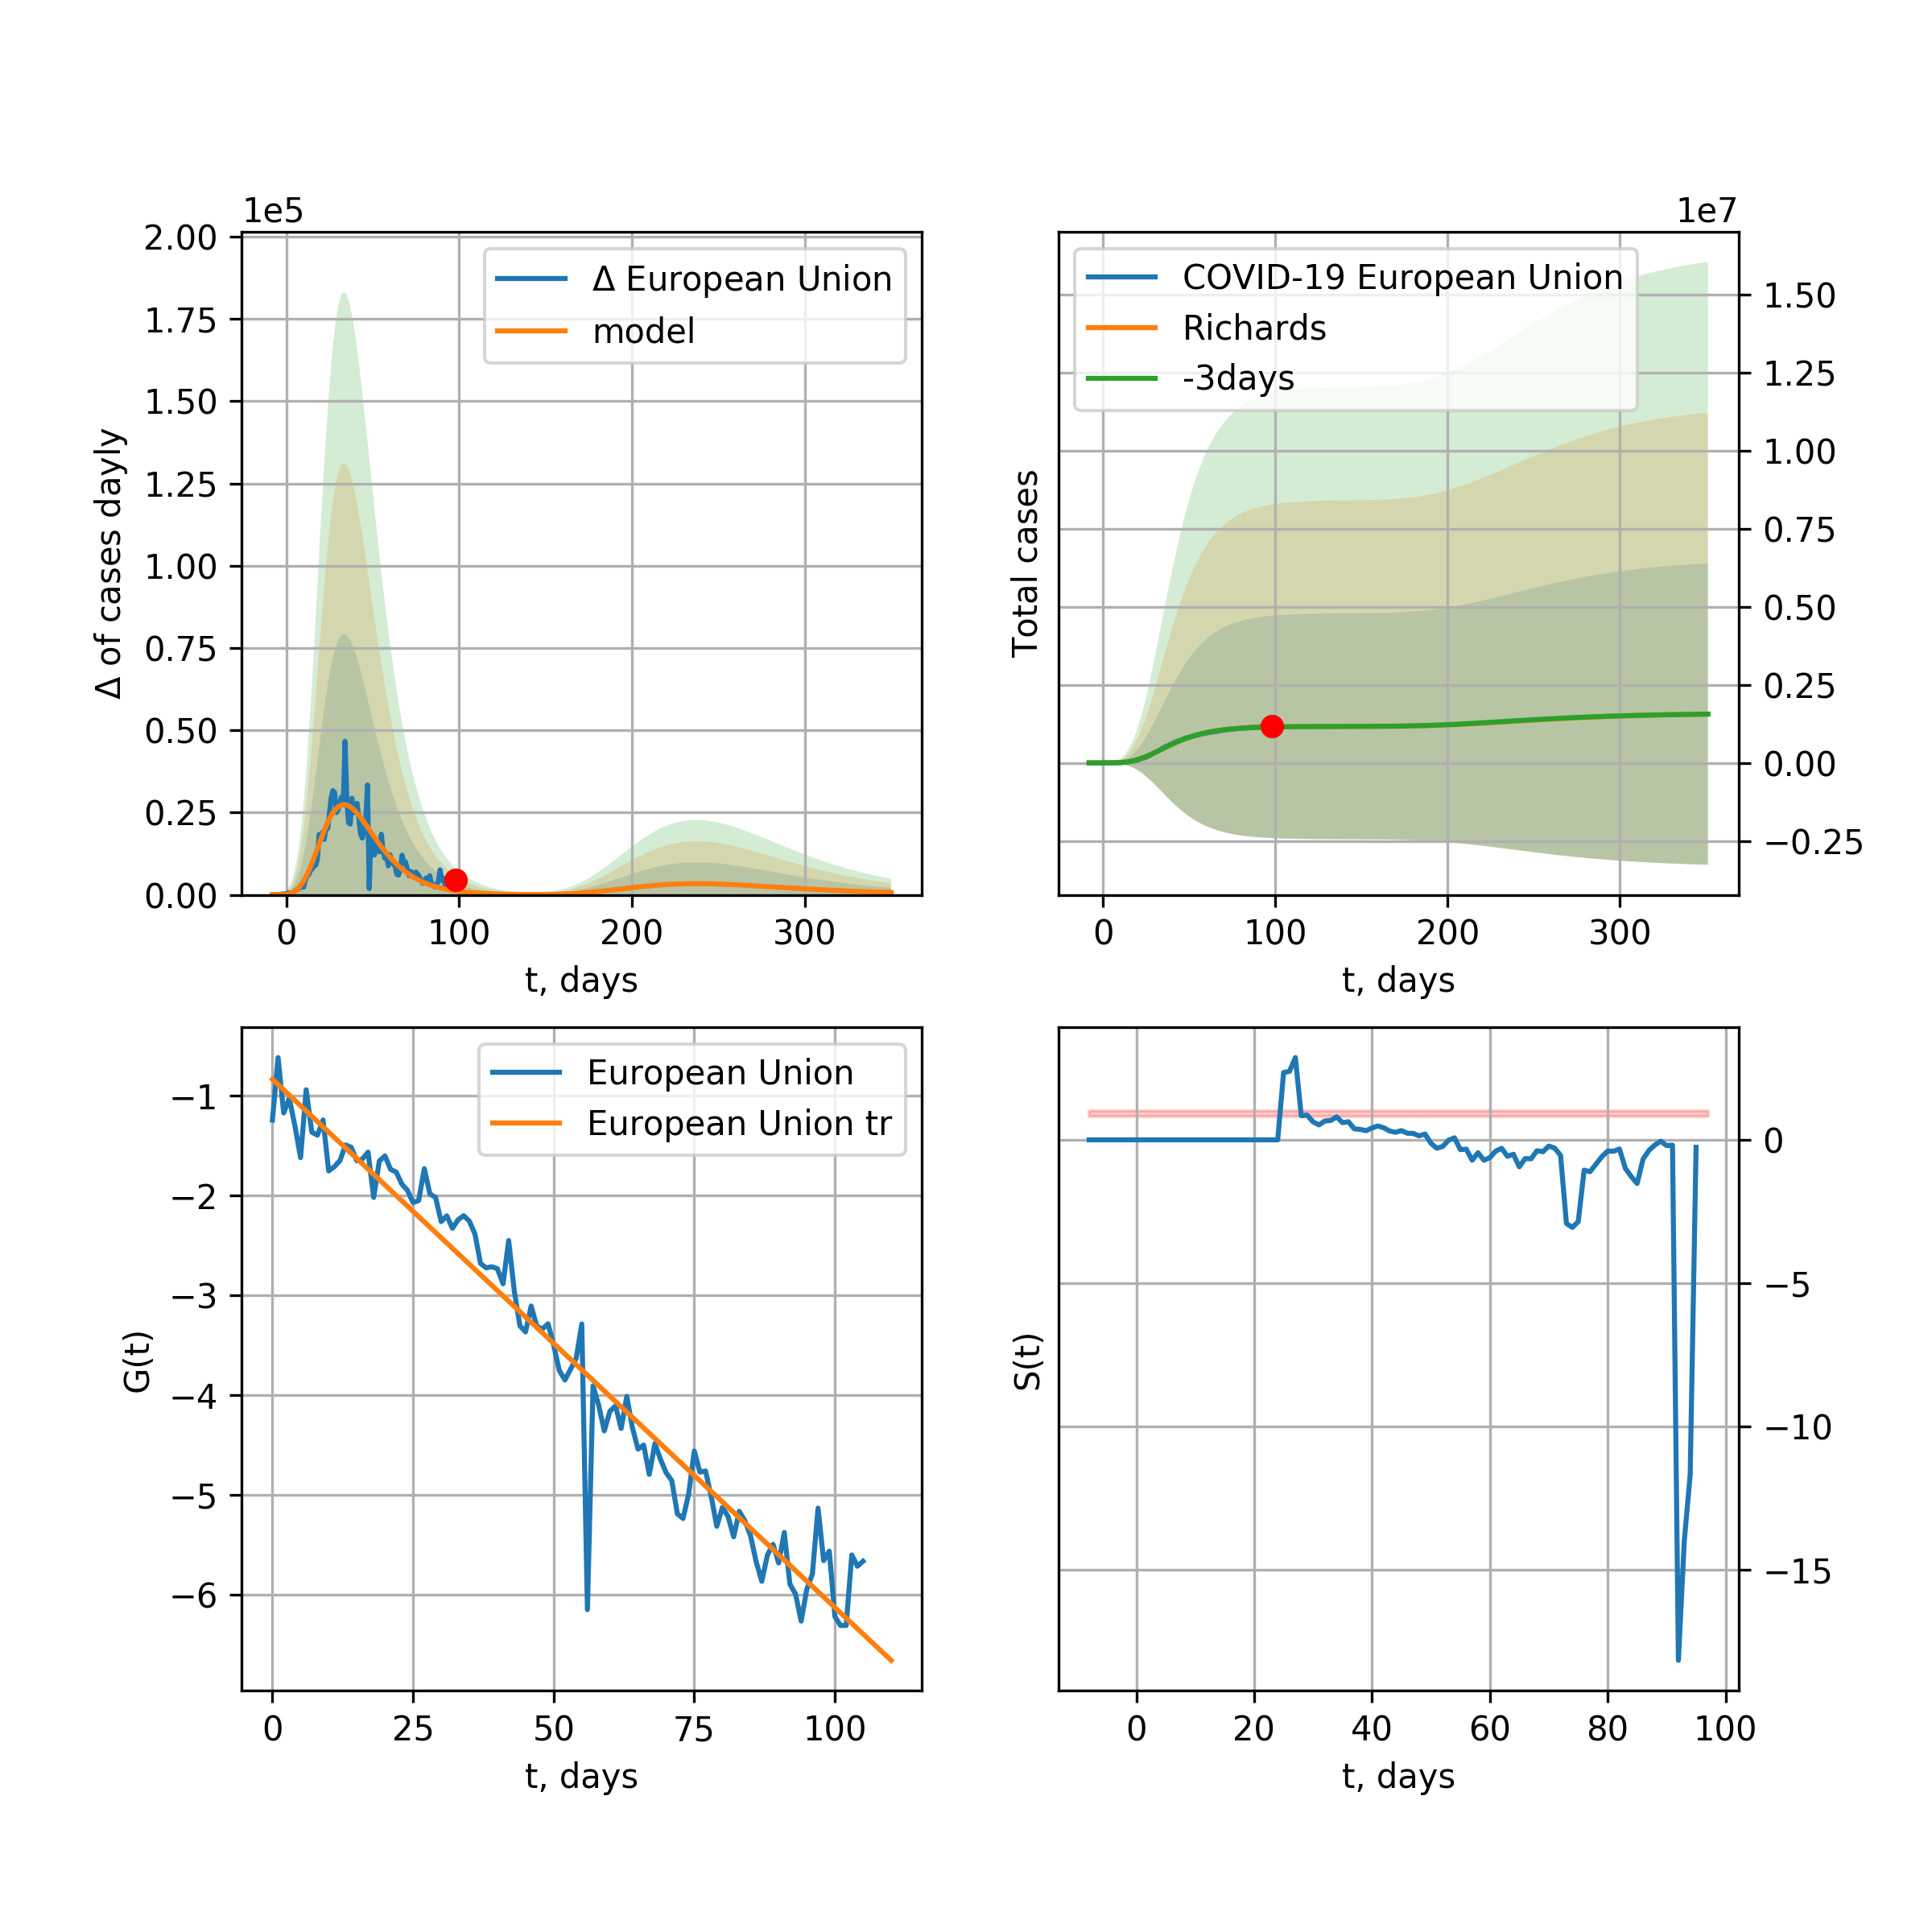 1e5
2.00
1.75
1.50
1.25
1.00
0.75
0.50
0.25
0.00
Δ of cases dayly
Δ European Union
model
0
100
200
300
t, days
1e7
Total cases
COVID-19 European Union
Richards
-3days
1.50
1.25
1.00
0.75
0.50
0.25
0.00
−0.25
0
100
200
300
t, days
−1
−2
−3
−4
−5
−6
G(t)
European Union
European Union tr
0
25
50
75
100
t, days
S(t)
0
−5
−10
−15
0
20
40
60
80
100
t, days